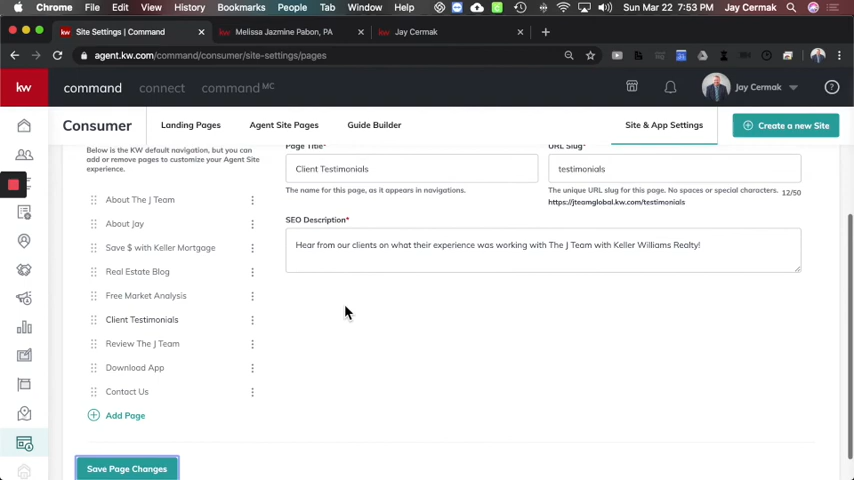 Chrome File Edit View History Bookmarks People Tab Window Help Sun Mar 22 7:53 PM Jay Cermak
kw Site Settings | Command × kw Melissa Jazmine Pabon, PA × kw Jay Cermak × +
agent.kw.com/command/consumer/site-settings/pages
kw command connect command MC Jay Cermak ?
Consumer Landing Pages Agent Site Pages Guide Builder Site & App Settings Create a new Site
Below is the KW default navigation, but you can
add or remove pages to customize your Agent Site
experience.
Page Title* URL Slug*
Client Testimonials testimonials
The name for this page, as it appears in navigations. The unique URL slug for this page. No spaces or special characters. 12/50
https://jteamglobal.kw.com/testimonials
SEO Description*
Hear from our clients on what their experience was working with The J Team with Keller Williams Realty!
About The J Team
About Jay
Save $ with Keller Mortgage
Real Estate Blog
Free Market Analysis
Client Testimonials
Review The J Team
Download App
Contact Us
Add Page
Save Page Changes